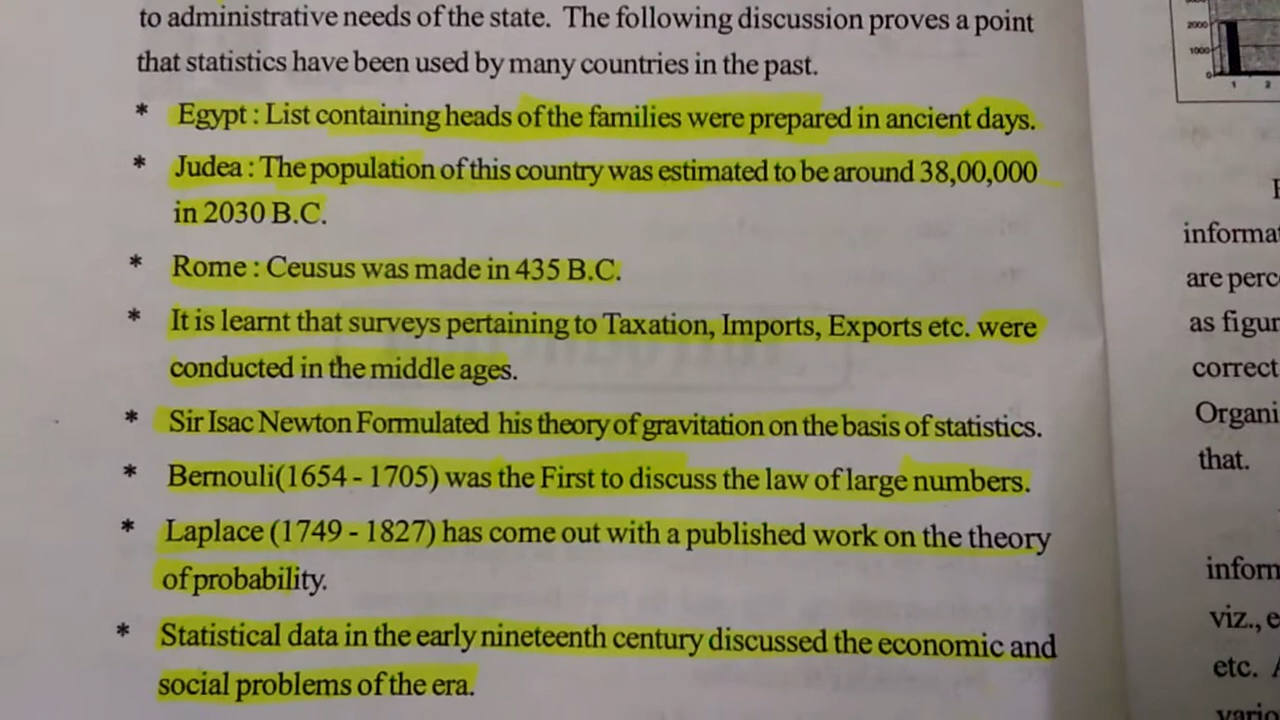 to administrative needs of the state. The following discussion proves a point
that statistics have been used by many countries in the past.
* Egypt : List containing heads of the families were prepared in ancient days.
* Judea : The population of this country was estimated to be around 38,00,000
in 2030 B.C.
* Rome : Ceusus was made in 435 B.C.
* It is learnt that surveys pertaining to Taxation, Imports, Exports etc. were
conducted in the middle ages.
* Sir Isac Newton Formulated his theory of gravitation on the basis of statistics.
* Bernouli(1654 - 1705) was the First to discuss the law of large numbers.
* Laplace (1749 - 1827) has come out with a published work on the theory
of probability.
* Statistical data in the early nineteenth century discussed the economic and
social problems of the era.
2000
1000
0
1 2
are
as
correct
that.
viz.,
etc.